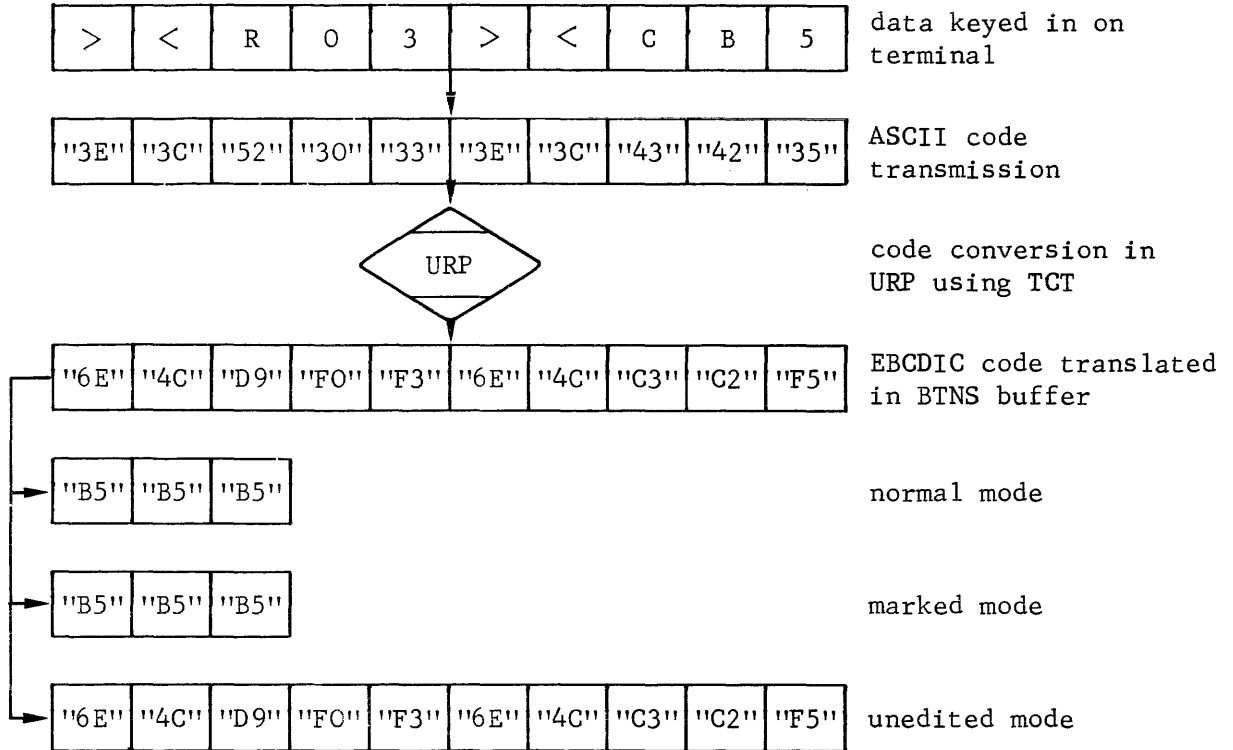 > < R 0 3 > < C B 5
data keyed in on
terminal
"3E" "3C" "52" "30" "33" "3E" "3C" "43" "42" "35"
ASCII code
transmission
URP
code conversion in
URP using TCT
"6E" "4C" "D9" "F0" "F3" "6E" "4C" "C3" "C2" "F5"
EBCDIC code translated
in BTNS buffer
"B5" "B5" "B5"
normal mode
"B5" "B5" "B5"
marked mode
"6E" "4C" "D9" "F0" "F3" "6E" "4C" "C3" "C2" "F5"
unedited mode